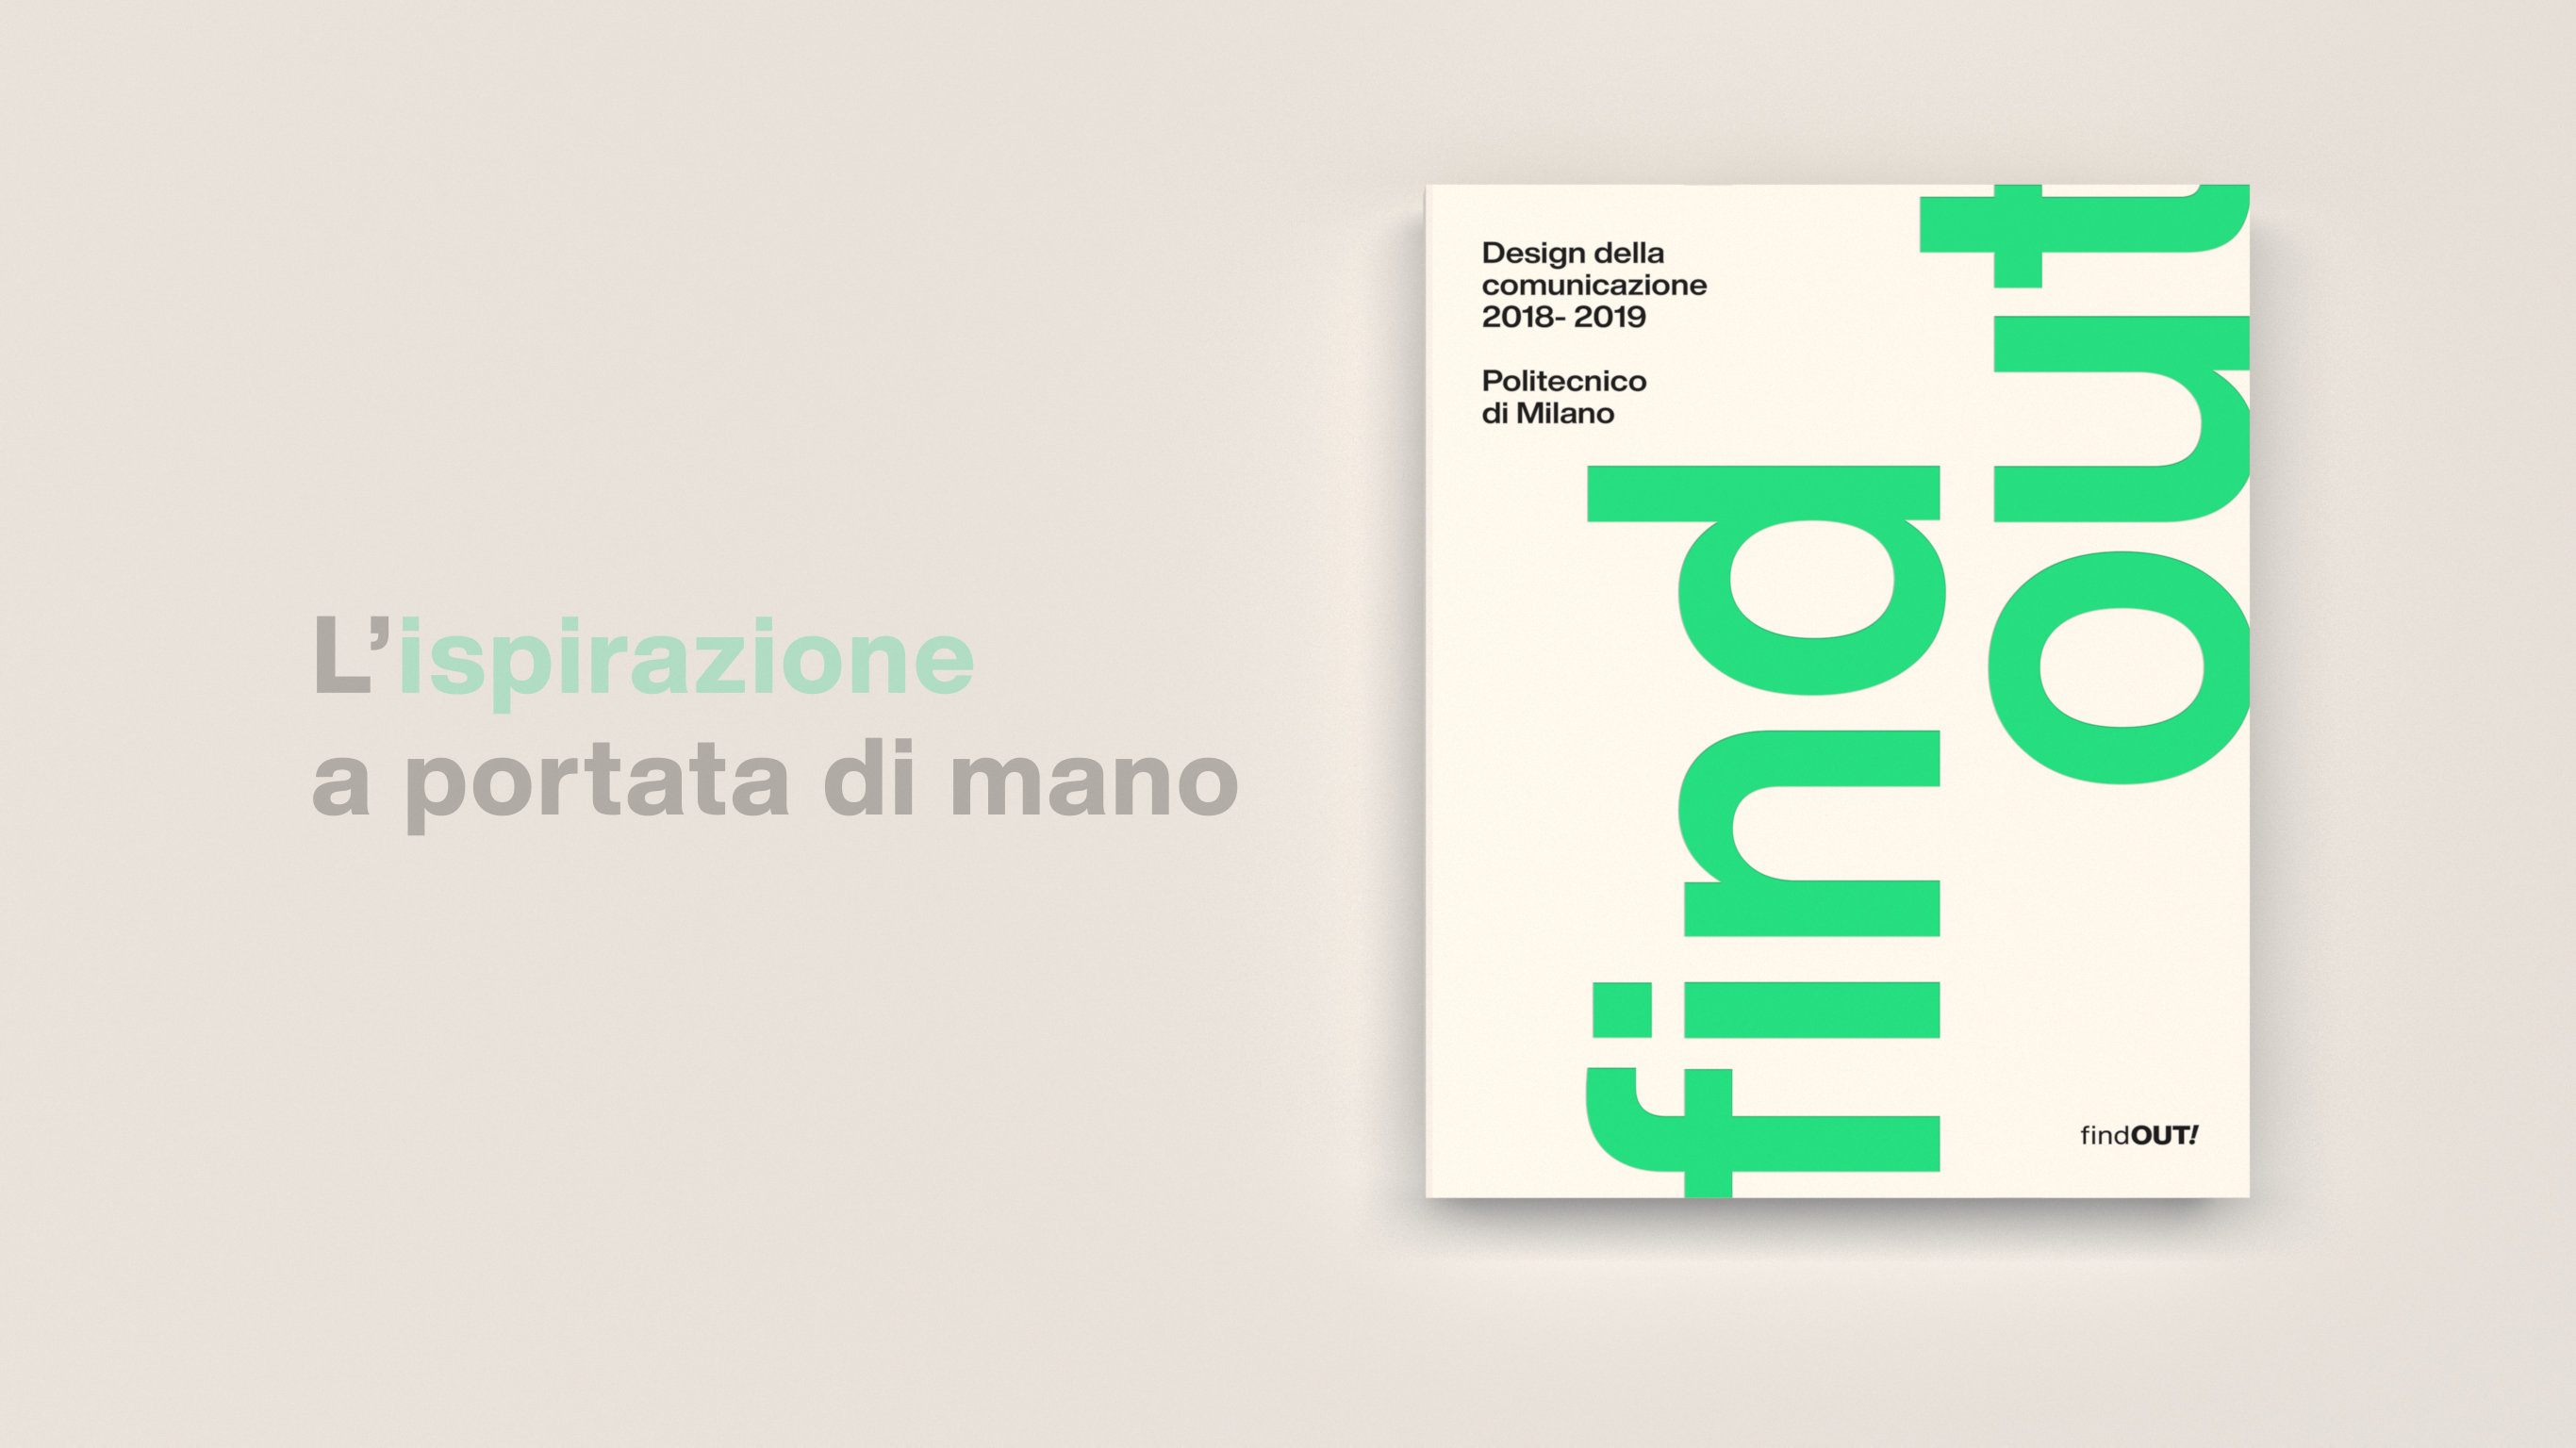 L’ispirazione
a portata di mano
Design della
comunicazione
2018- 2019
Politecnico
di Milano
find
out
findOUT!